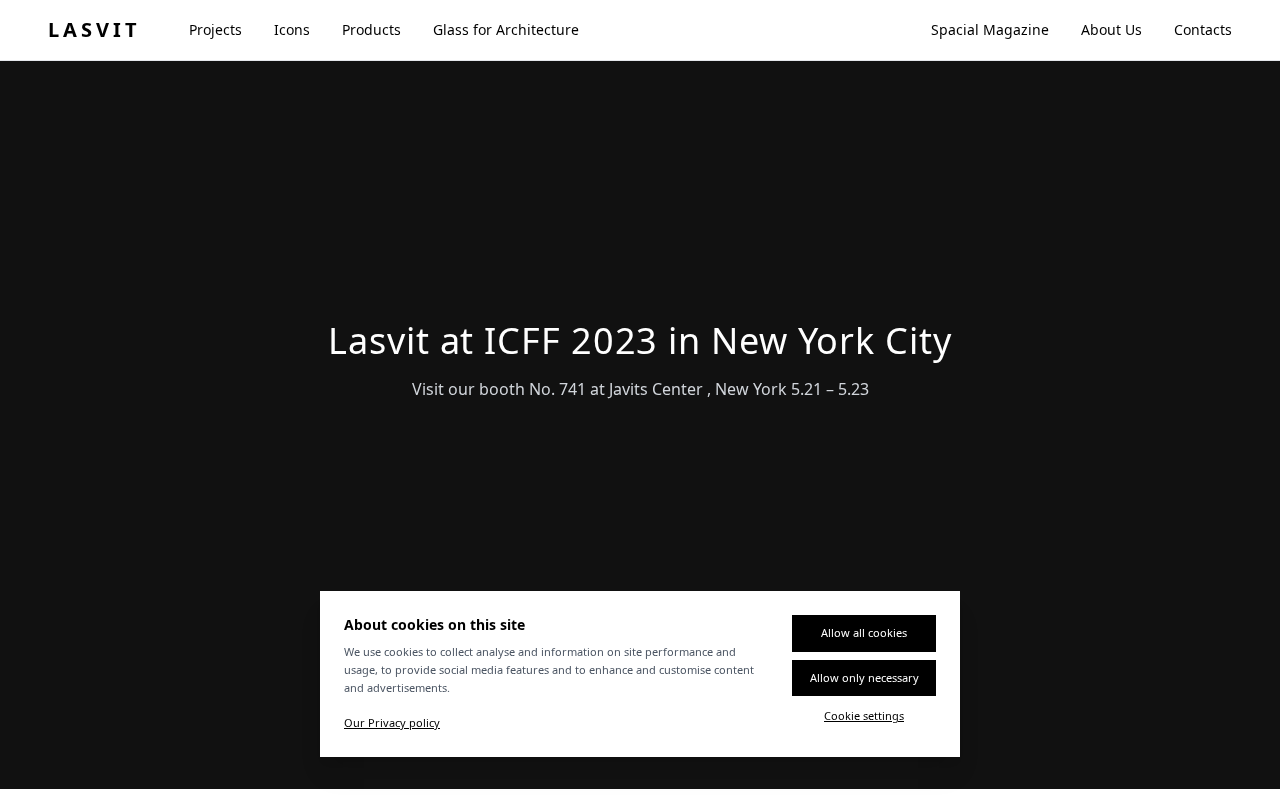 LASVIT
Projects
Icons
Products
Glass for Architecture
Spacial Magazine
About Us
Contacts
Lasvit at ICFF 2023 in New York City
Visit our booth No. 741 at Javits Center , New York 5.21 – 5.23
About cookies on this site
We use cookies to collect analyse and information on site performance and
usage, to provide social media features and to enhance and customise content
and advertisements.
Our Privacy policy
Allow all cookies
Allow only necessary
Cookie settings